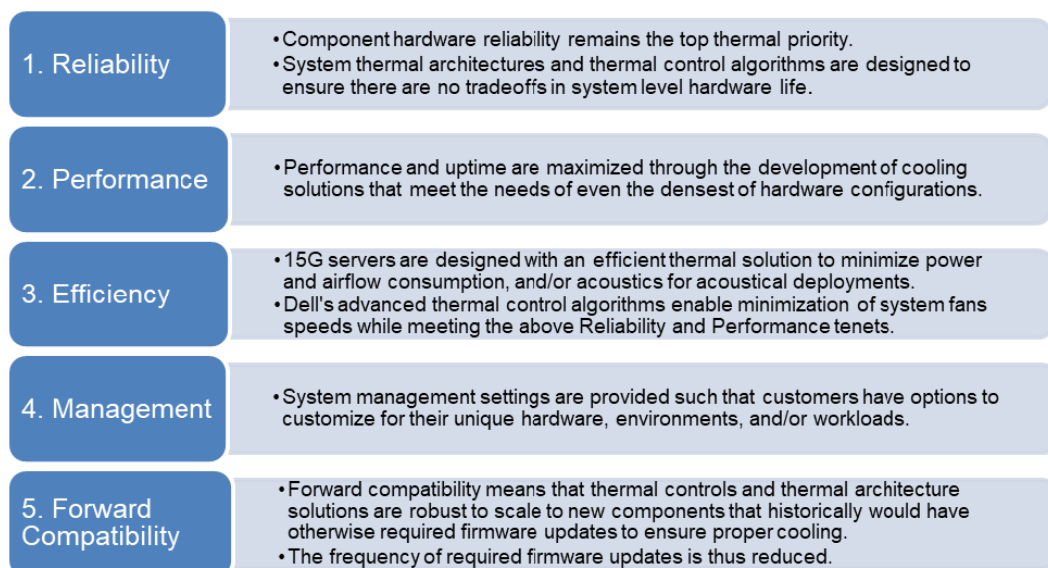 1. Reliability
•Component hardware reliability remains the top thermal priority.
•System thermal architectures and thermal control algorithms are designed to
ensure there are no tradeoffs in system level hardware life.
2. Performance
•Performance and uptime are maximized through the development of cooling
solutions that meet the needs of even the densest of hardware configurations.
3. Efficiency
•15G servers are designed with an efficient thermal solution to minimize power
and airflow consumption, and/or acoustics for acoustical deployments.
•Dell's advanced thermal control algorithms enable minimization of system fans
speeds while meeting the above Reliability and Performance tenets.
4. Management
•System management settings are provided such that customers have options to
customize for their unique hardware, environments, and/or workloads.
5. Forward
Compatibility
•Forward compatibility means that thermal controls and thermal architecture
solutions are robust to scale to new components that historically would have
otherwise required firmware updates to ensure proper cooling.
•The frequency of required firmware updates is thus reduced.